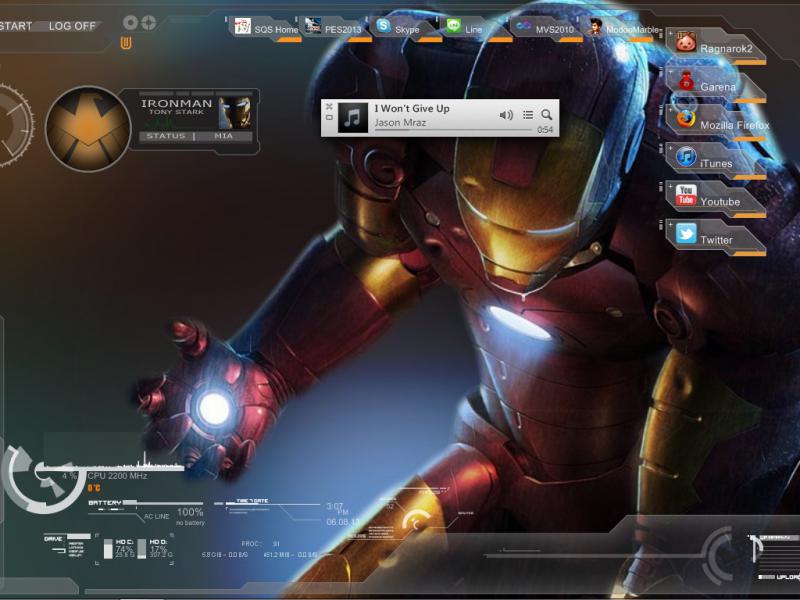 START LOG OFF
SQS Home
PES2013
Skype
Line
MVS2010
ModooMarble
Ragnarok2
Garena
Mozilla Firefox
iTunes
You
Tube
Youtube
Twitter
IRONMAN
TONY STARK
STATUS | MIA
I Won't Give Up
Jason Mraz
0:54
4 % CPU 2200 MHz
0 °C
BATTERY
AC LINE 100%
no battery
TIME?DATE
3:07
PM
06.08.13
DRIVE
HD C:
74%
HD D:
17%
PROC: 91